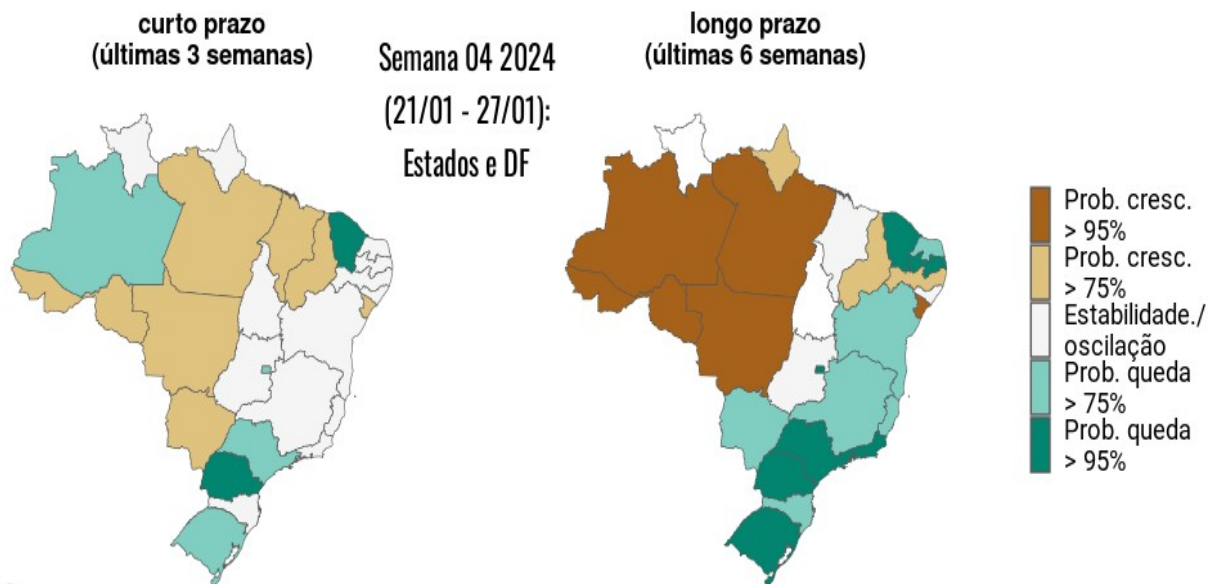 curto prazo
(últimas 3 semanas)
Semana 04 2024
(21/01 - 27/01):
Estados e DF
longo prazo
(últimas 6 semanas)
Prob. cresc.
> 95%
Prob. cresc.
> 75%
Estabilidade./
oscilação
Prob. queda
> 75%
Prob. queda
> 95%